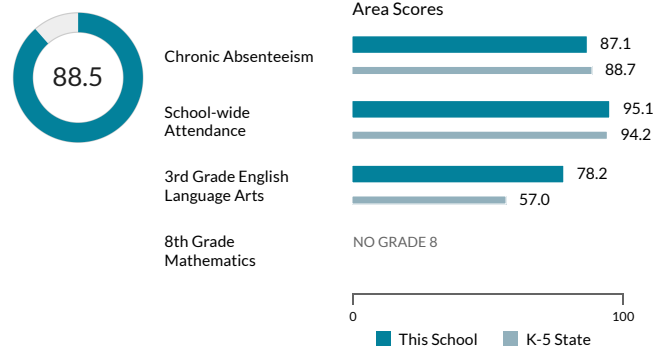 Area Scores
88.5
Chronic Absenteeism
87.1
88.7
School-wide
Attendance
95.1
94.2
3rd Grade English
Language Arts
78.2
57.0
8th Grade
Mathematics
NO GRADE 8
0
100
This School
K-5 State